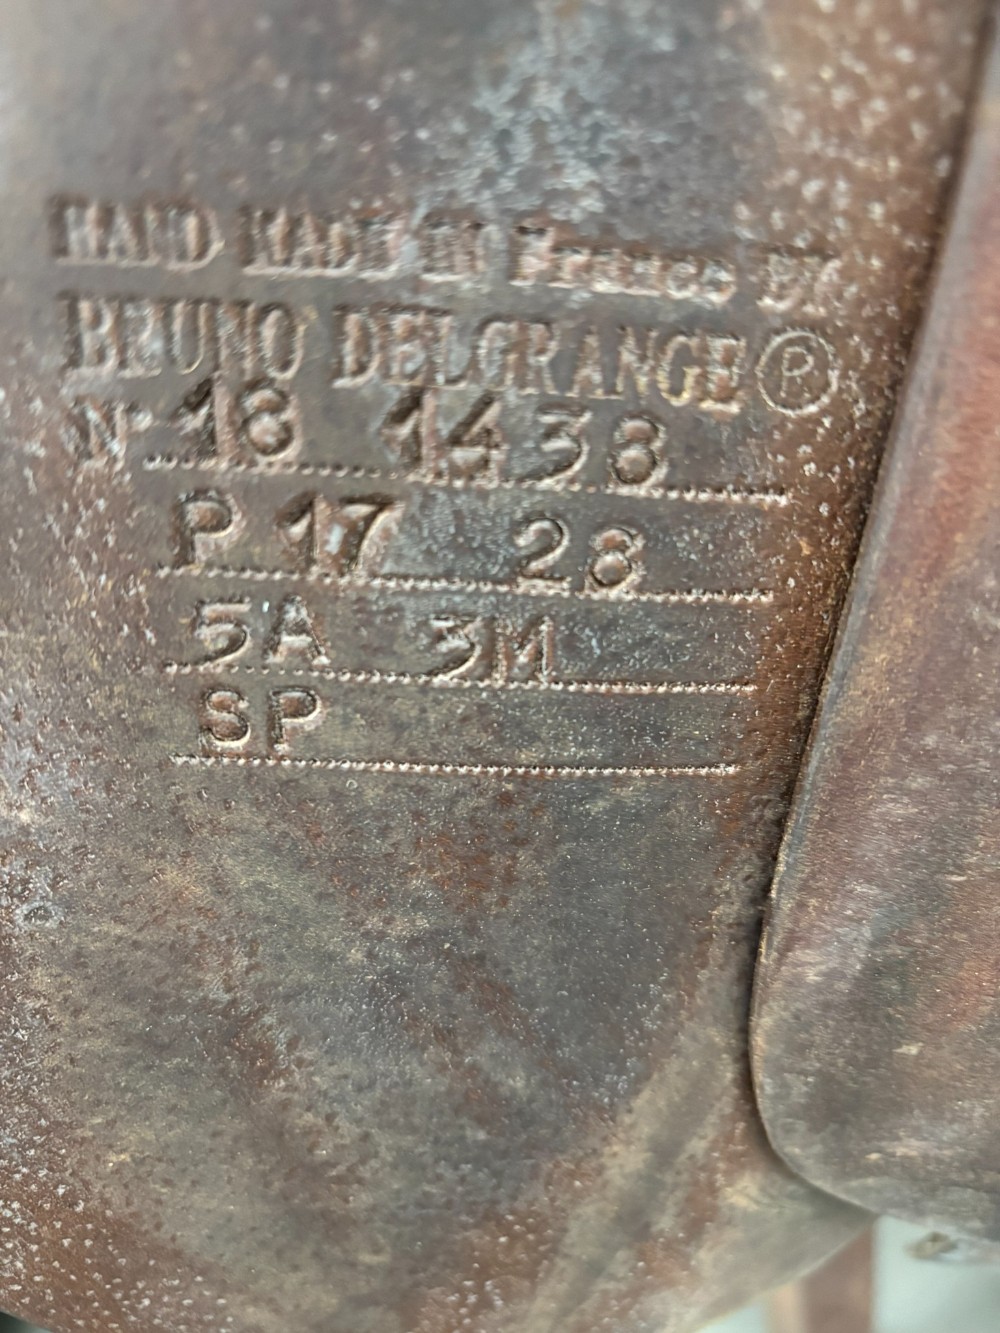 HAND MADE IN France BY
BRUNO DELGRANGE ®
N° 18 1438
P 17 28
5A 3M
SP